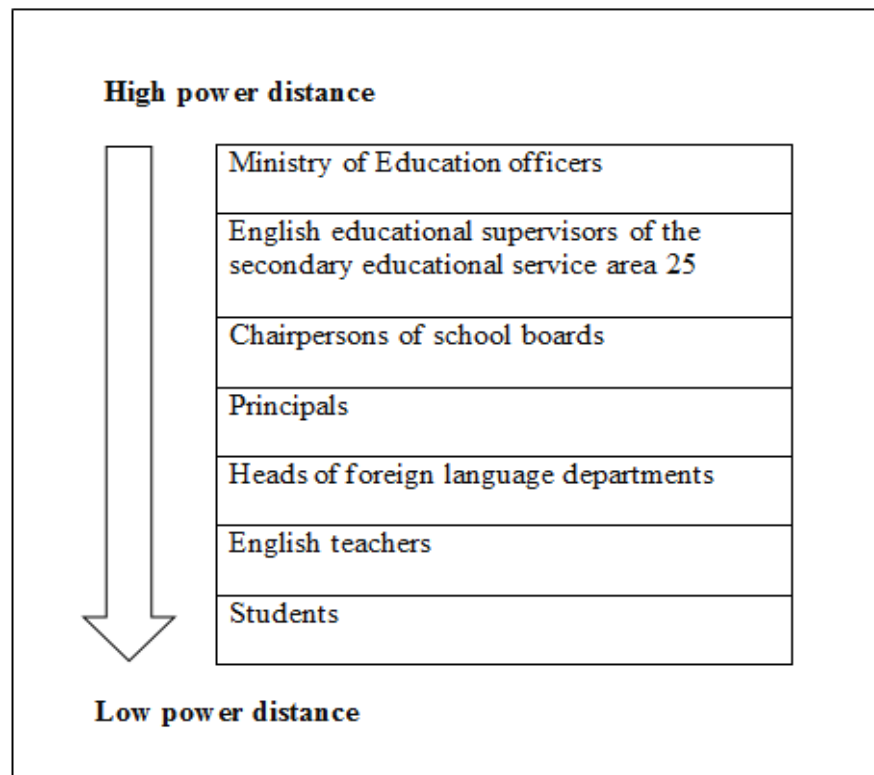 High power distance
Ministry of Education officers
English educational supervisors of the
secondary educational service area 25
Chairpersons of school boards
Principals
Heads of foreign language departments
English teachers
Students
Low power distance